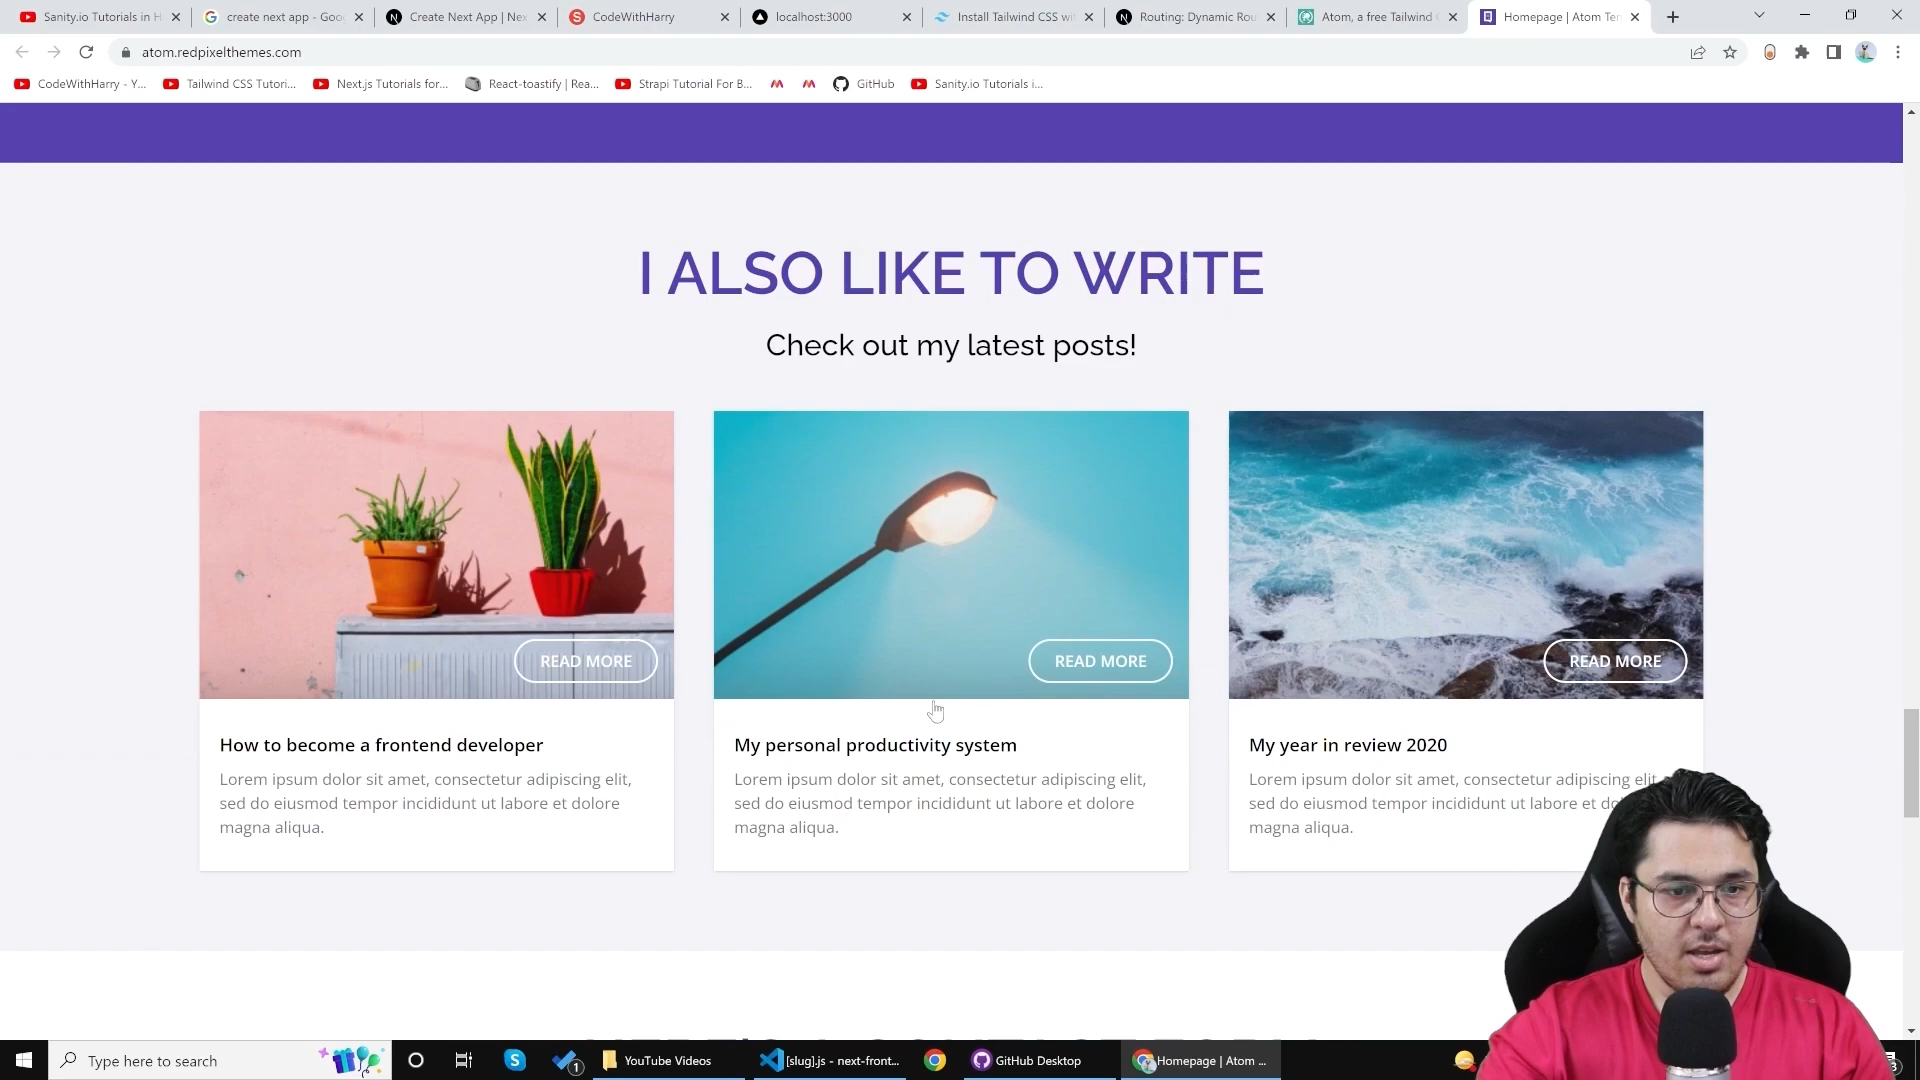 Sanity.io Tutorials in H
create next app - Goo
Create Next App | Nex
CodeWithHarry
localhost:3000
Install Tailwind CSS wi
Routing: Dynamic Rou
Atom, a free Tailwind
Homepage | Atom Tem
atom.redpixelthemes.com
CodeWithHarry - Y...
Tailwind CSS Tutori...
Next.js Tutorials for...
React-toastify | Rea...
Strapi Tutorial For B...
GitHub
Sanity.io Tutorials i...
I ALSO LIKE TO WRITE
Check out my latest posts!
READ MORE
READ MORE
READ MORE
How to become a frontend developer
Lorem ipsum dolor sit amet, consectetur adipiscing elit,
sed do eiusmod tempor incididunt ut labore et dolore
magna aliqua.
My personal productivity system
Lorem ipsum dolor sit amet, consectetur adipiscing elit,
sed do eiusmod tempor incididunt ut labore et dolore
magna aliqua.
My year in review 2020
Lorem ipsum dolor sit amet, consectetur adipiscing elit
sed do eiusmod tempor incididunt ut labore et
magna aliqua.
Type here to search
1
YouTube Videos
[slug].js - next-front...
GitHub Desktop
Homepage | Atom ...